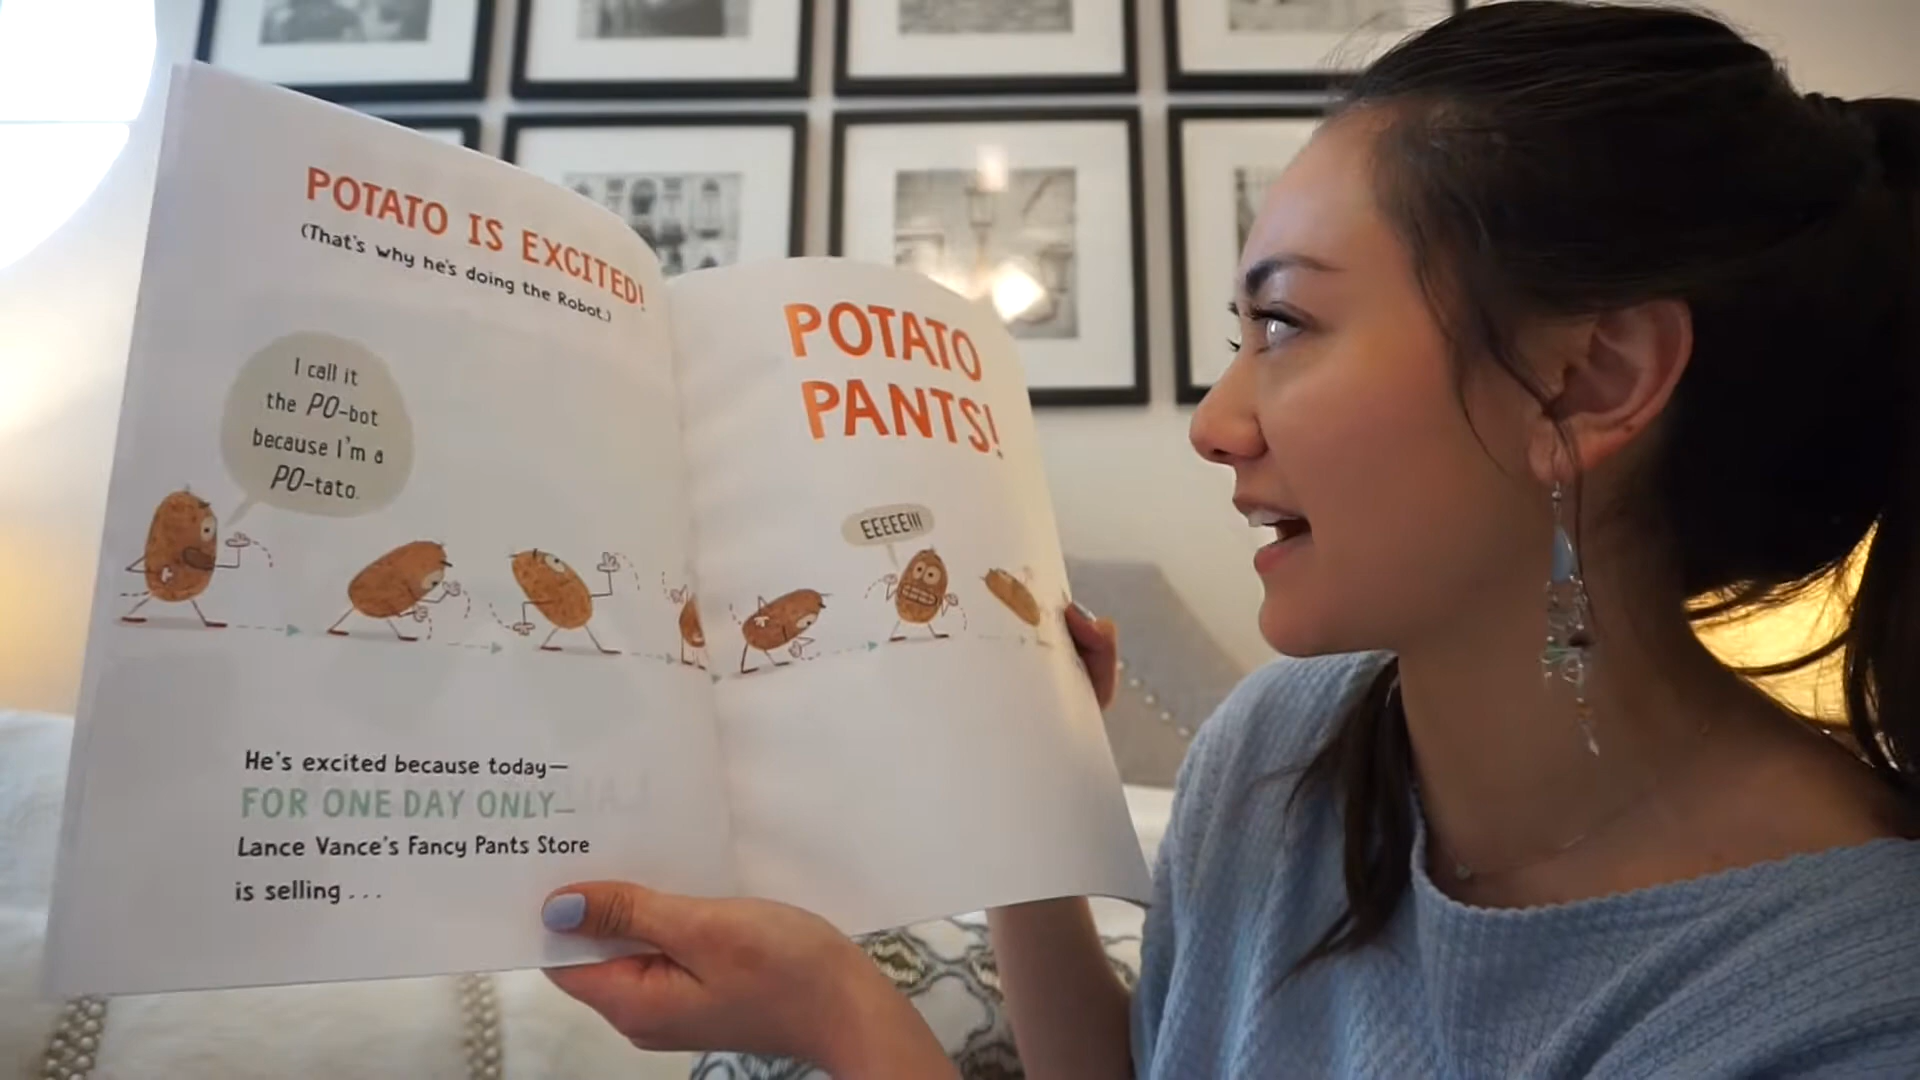 POTATO IS EXCITED!
(That's why he's doing the Robot.)
I call it
the PO-bot
because I'm a
PO-tato.
He's excited because today—
FOR ONE DAY ONLY—
Lance Vance's Fancy Pants Store
is selling . . .
POTATO
PANTS!
EEEEE!!!